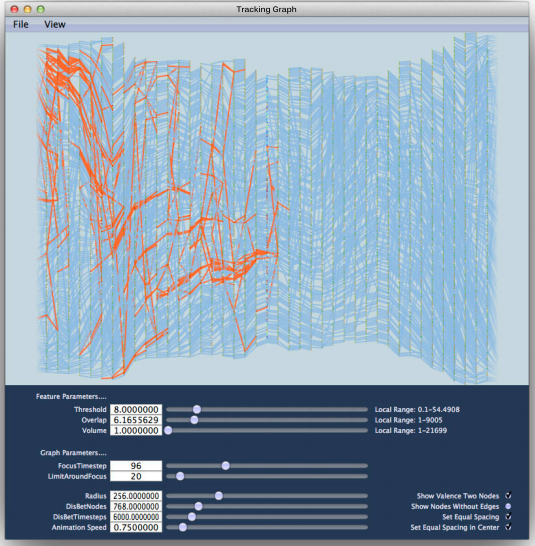 Tracking Graph
File View
Feature Parameters....
Threshold 8.0000000 Local Range: 0.1-54.4908
Overlap 6.1655629 Local Range: 1-9005
Volume 1.0000000 Local Range: 1-21699
Graph Parameters....
FocusTimestep 96
LimitAroundFocus 20
Radius 256.0000000 Show Valence Two Nodes
DisBetNodes 768.0000000 Show Nodes Without Edges
DisBetTimesteps 6000.0000000 Set Equal Spacing
Animation Speed 0.7500000 Set Equal Spacing in Center